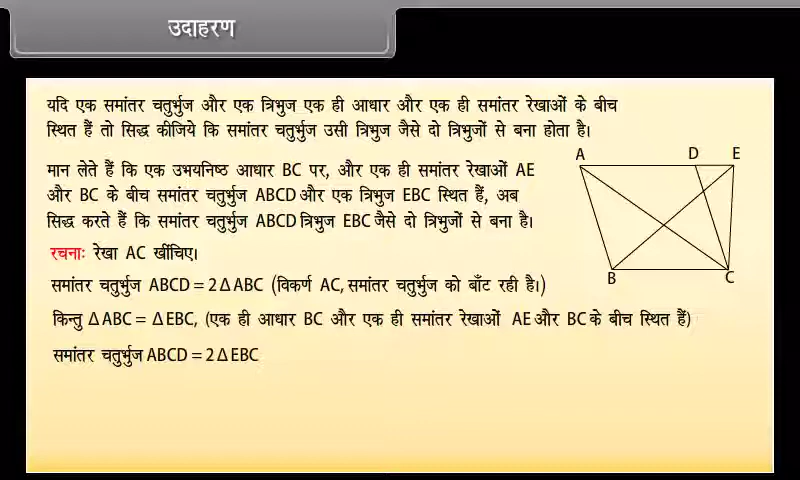 उदाहरण
यदि एक समांतर चतुर्भुज और एक त्रिभुज एक ही आधार और एक ही समांतर रेखाओं के बीच
स्थित हैं तो सिद्ध कीजिये कि समांतर चतुर्भुज उसी त्रिभुज जैसे दो त्रिभुजों से बना होता है।
मान लेते हैं कि एक उभयनिष्ठ आधार BC पर, और एक ही समांतर रेखाओं AE
और BC के बीच समांतर चतुर्भुज ABCD और एक त्रिभुज EBC स्थित हैं, अब
सिद्ध करते हैं कि समांतर चतुर्भुज ABCD त्रिभुज EBC जैसे दो त्रिभुजों से बना है।
A D E
B C
रचनाः रेखा AC खींचिए।
समांतर चतुर्भुज ABCD = 2 Δ ABC (विकर्ण AC, समांतर चतुर्भुज को बाँट रही है।)
किन्तु Δ ABC = Δ EBC, (एक ही आधार BC और एक ही समांतर रेखाओं AE और BC के बीच स्थित हैं)
समांतर चतुर्भुज ABCD = 2 Δ EBC